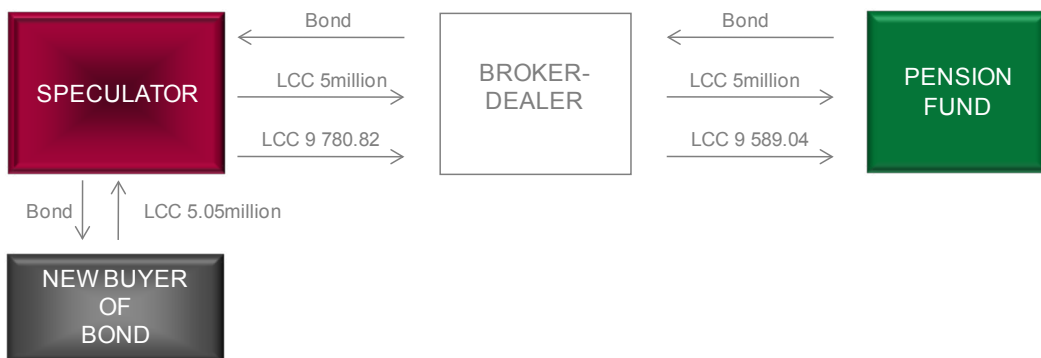 Bond
Bond
SPECULATOR
LCC 5million
BROKER-
DEALER
LCC 5million
PENSION
FUND
LCC 9 780.82
LCC 9 589.04
Bond
LCC 5.05million
NEW BUYER
OF
BOND